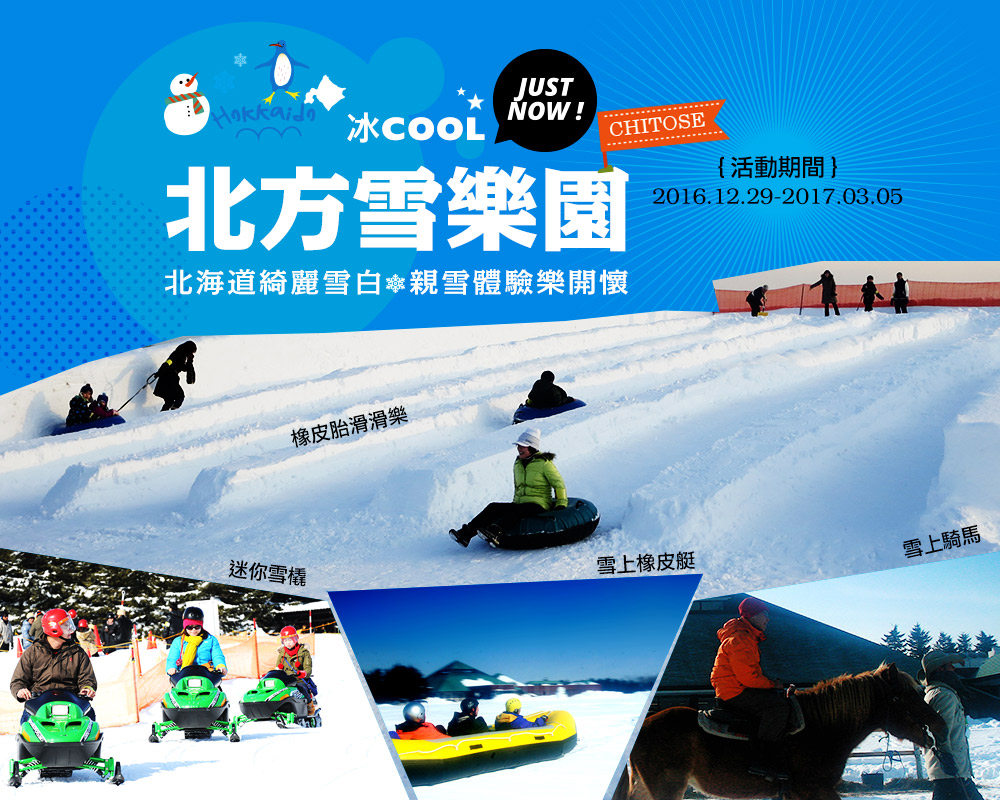 Hokkaido
冰COOL
JUST
NOW !
CHITOSE
北方雪樂園
{ 活動期間 }
2016.12.29-2017.03.05
北海道綺麗雪白❄親雪體驗樂開懷
橡皮胎滑滑樂
迷你雪橇
雪上橡皮艇
雪上騎馬